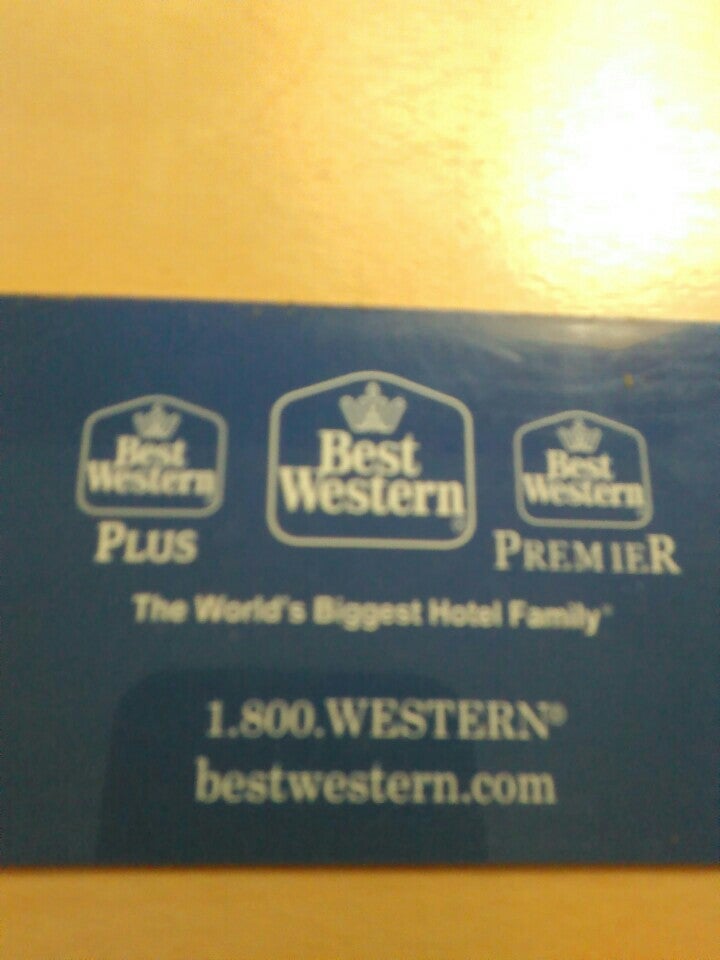 Best Western
PLUS
Best Western®
Best Western
PREMIER
The World's Biggest Hotel Family
1.800.WESTERN®
bestwestern.com